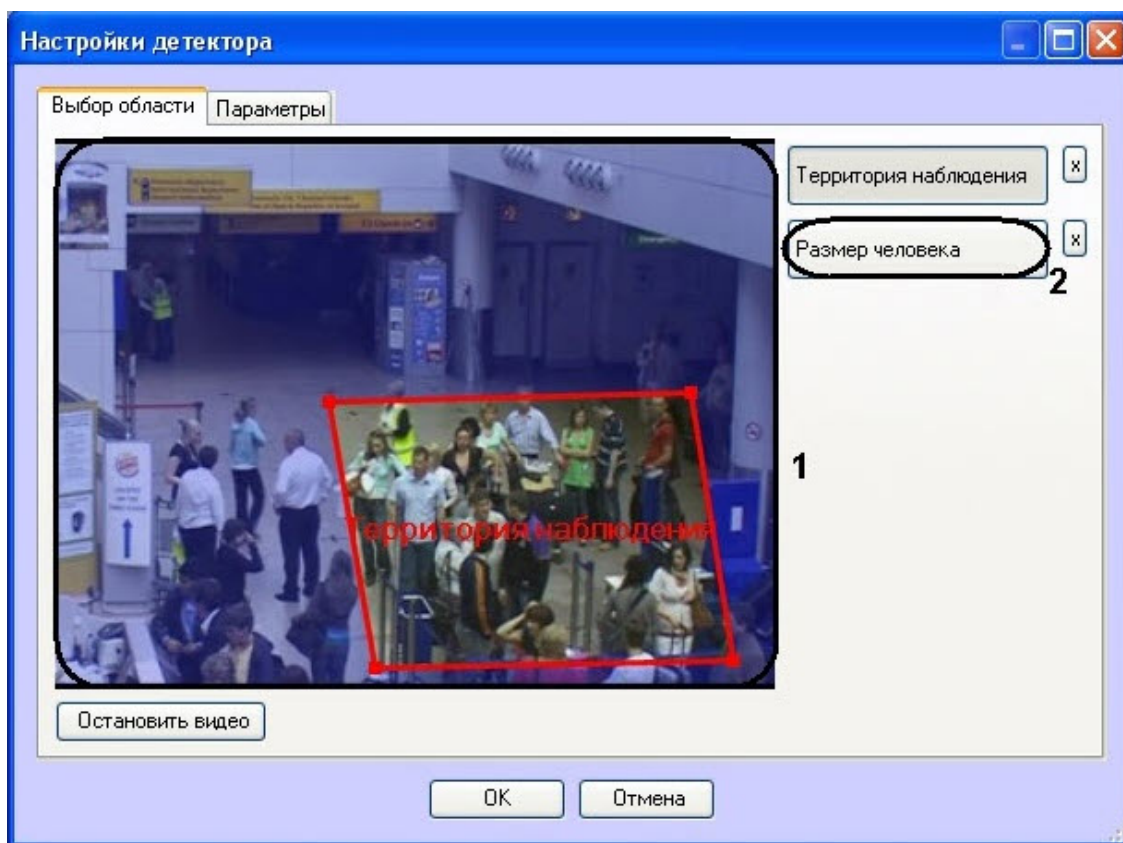 Настройки детектора
Выбор области
Параметры
Территория наблюдения
x
Размер человека
x
2
1
Территория наблюдения
Остановить видео
OK
Отмена